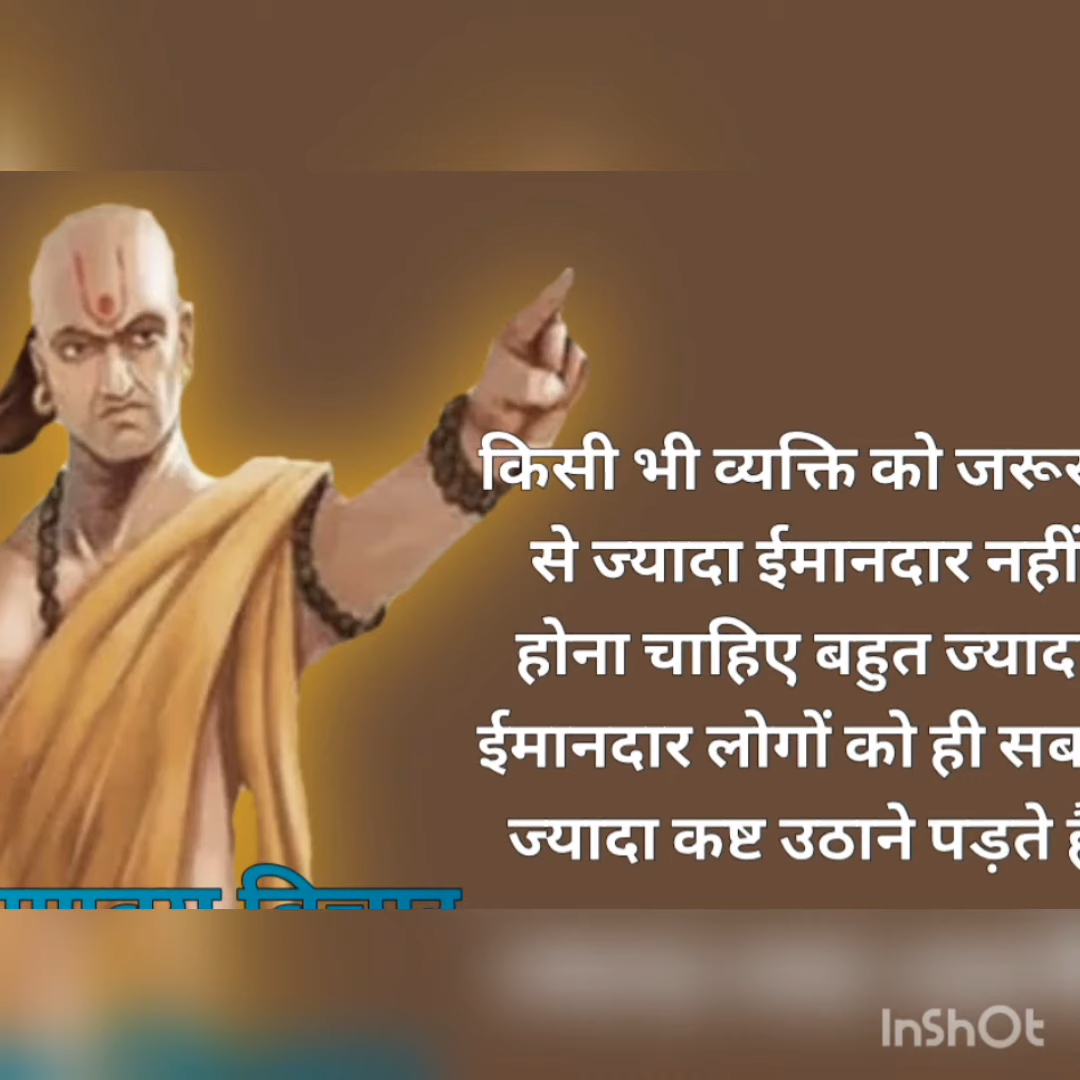 किसी भी व्यक्ति को
से ज्यादा ईमानदार नहीं
होना चाहिए बहुत
ईमानदार लोगों को ही
ज्यादा कष्ट उठाने पड़ते
InShOt